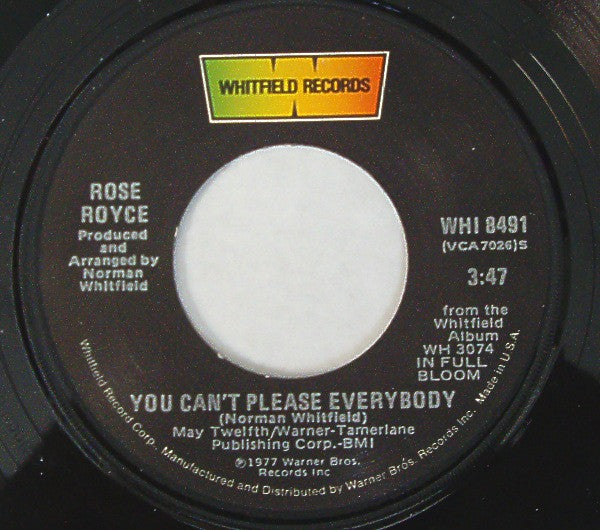 WHITFIELD RECORDS
ROSE
ROYCE
Produced
and
Arranged by
Norman
Whitfield
WHI 8491
(VCA7026)S
3:47
from the
Whitfield
Album
WH 3074
IN FULL
BLOOM
YOU CAN'T PLEASE EVERYBODY
(Norman Whitfield)
May Twelfth/Warner-Tamerlane
Publishing Corp.-BMI
℗1977 Warner Bros.
Records Inc
Whitfield Record Corp. Manufactured and Distributed by Warner Bros. Records Inc. Made in U.S.A.